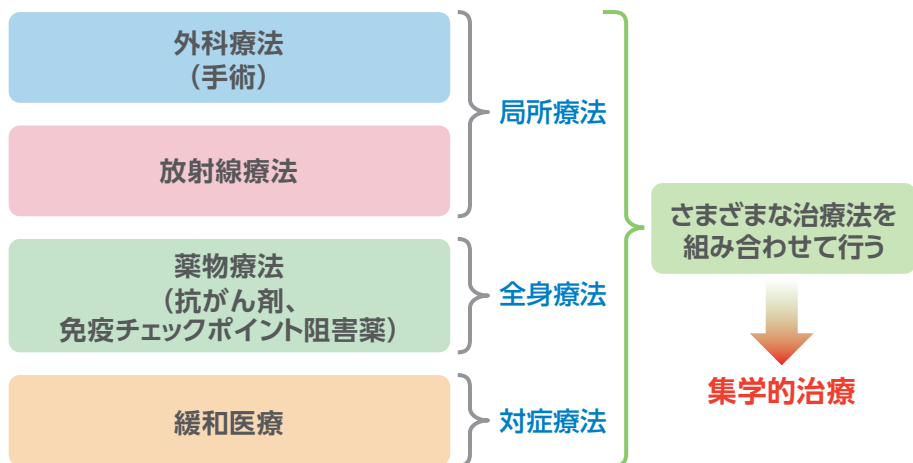 外科療法
（手術）
放射線療法
局所療法
薬物療法
（抗がん剤、
免疫チェックポイント阻害薬）
全身療法
緩和医療
対症療法
さまざまな治療法を
組み合わせて行う
集学的治療